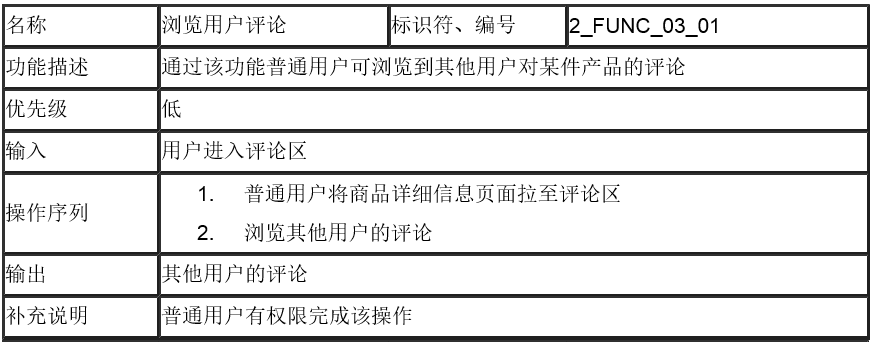 名称 浏览用户评论 标识符、编号 2_FUNC_03_01
功能描述 通过该功能普通用户可浏览到其他用户对某件产品的评论
优先级 低
输入 用户进入评论区
操作序列
1. 普通用户将商品详细信息页面拉至评论区
2. 浏览其他用户的评论
输出 其他用户的评论
补充说明 普通用户有权限完成该操作